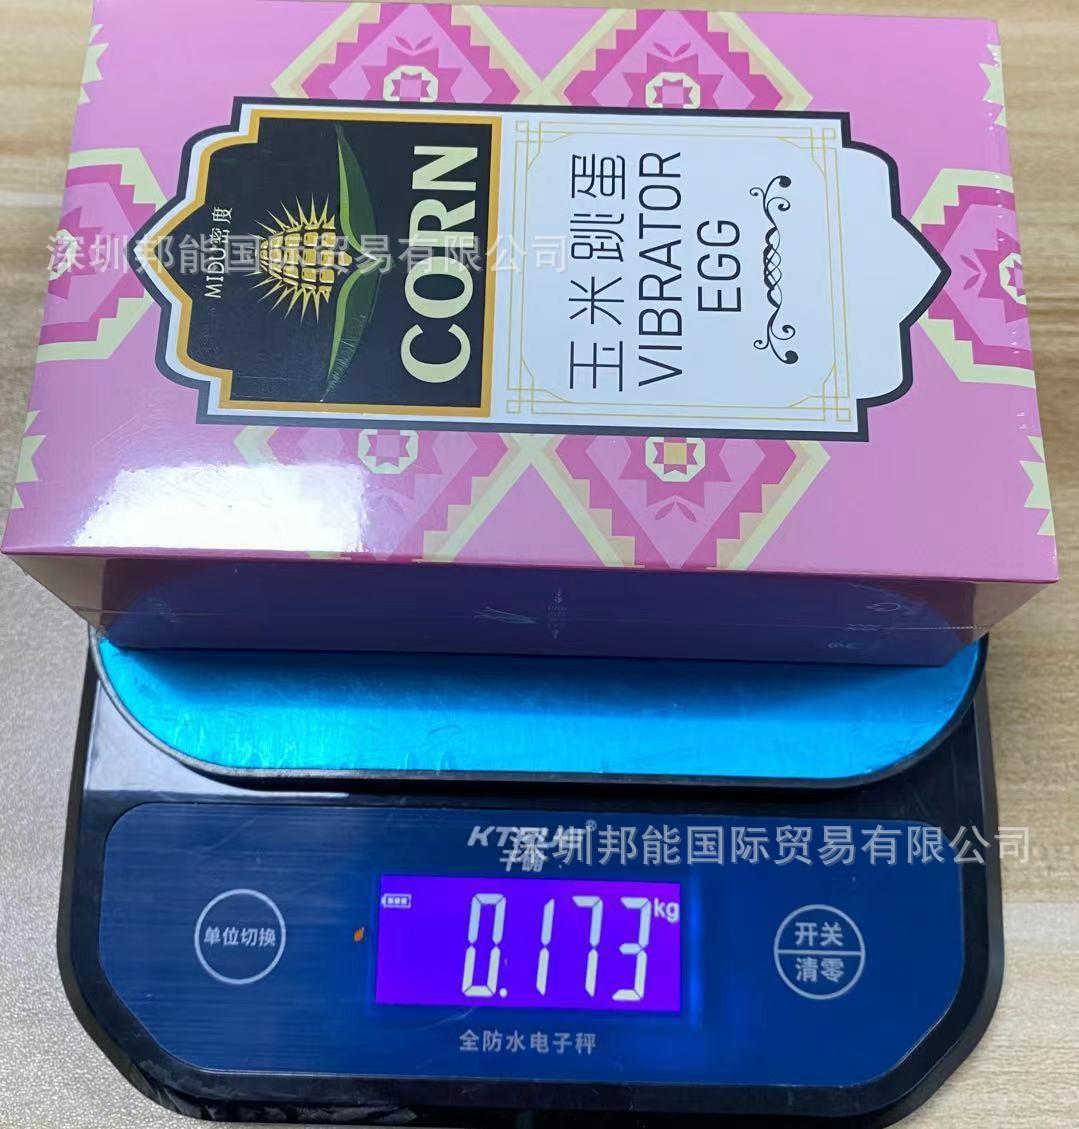 MIDU密度
CORN
玉米跳蛋
VIBRATOR
EGG
深圳邦能国际贸易有限公司
深圳邦能国际贸易有限公司
单位切换
0.173 kg
开关
清零
全防水电子秤